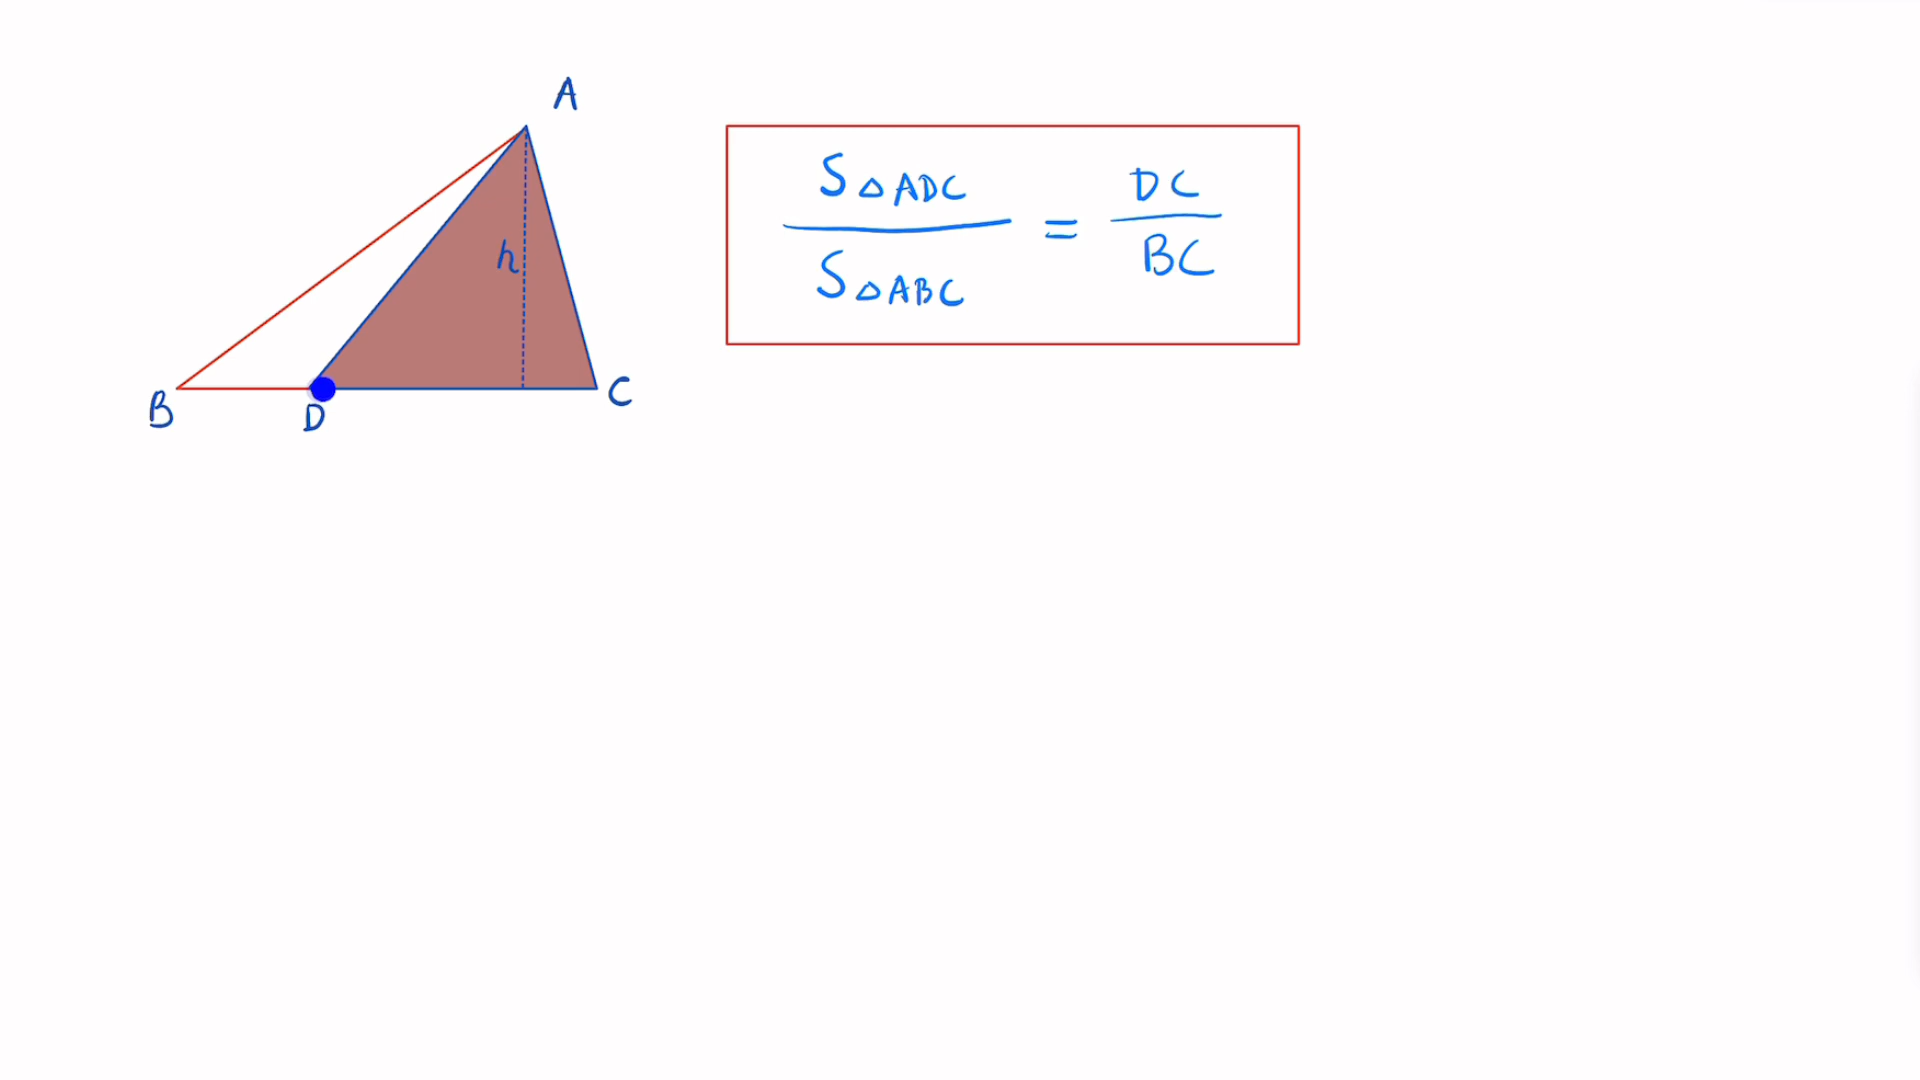 A
h
B
D
C
S△ADC / S△ABC = DC / BC